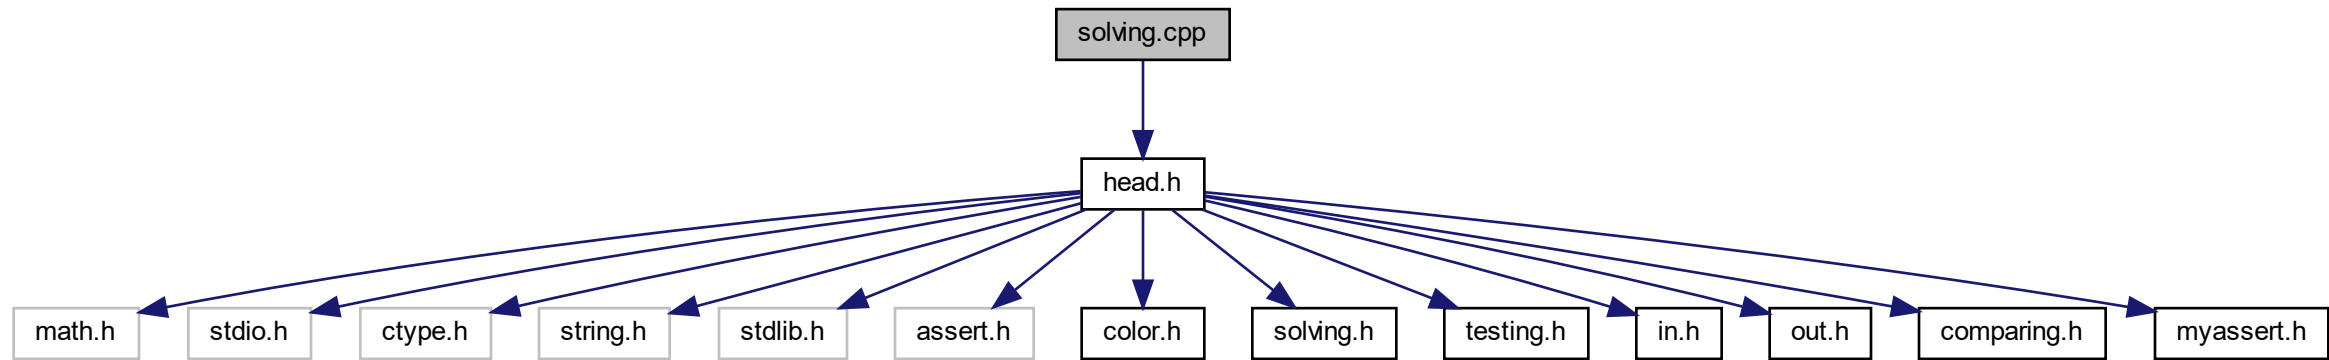 solving.cpp
head.h
math.h
stdio.h
ctype.h
string.h
stdlib.h
assert.h
color.h
solving.h
testing.h
in.h
out.h
comparing.h
myassert.h